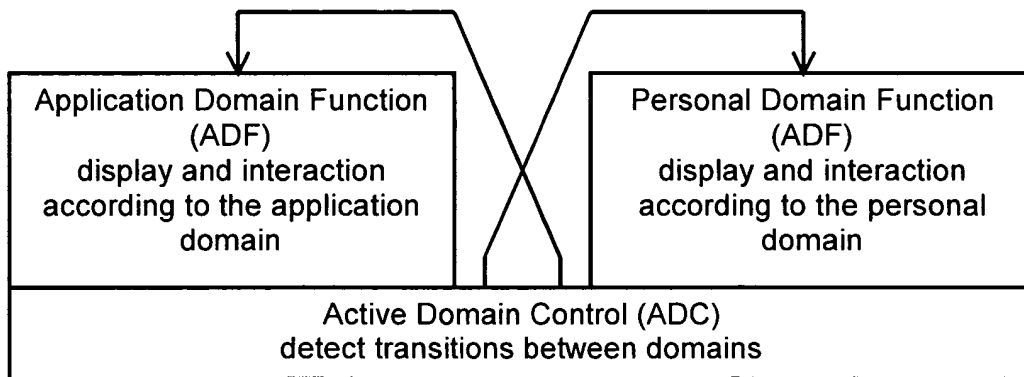 Application Domain Function
(ADF)
display and interaction
according to the application
domain
Personal Domain Function
(ADF)
display and interaction
according to the personal
domain
Active Domain Control (ADC)
detect transitions between domains